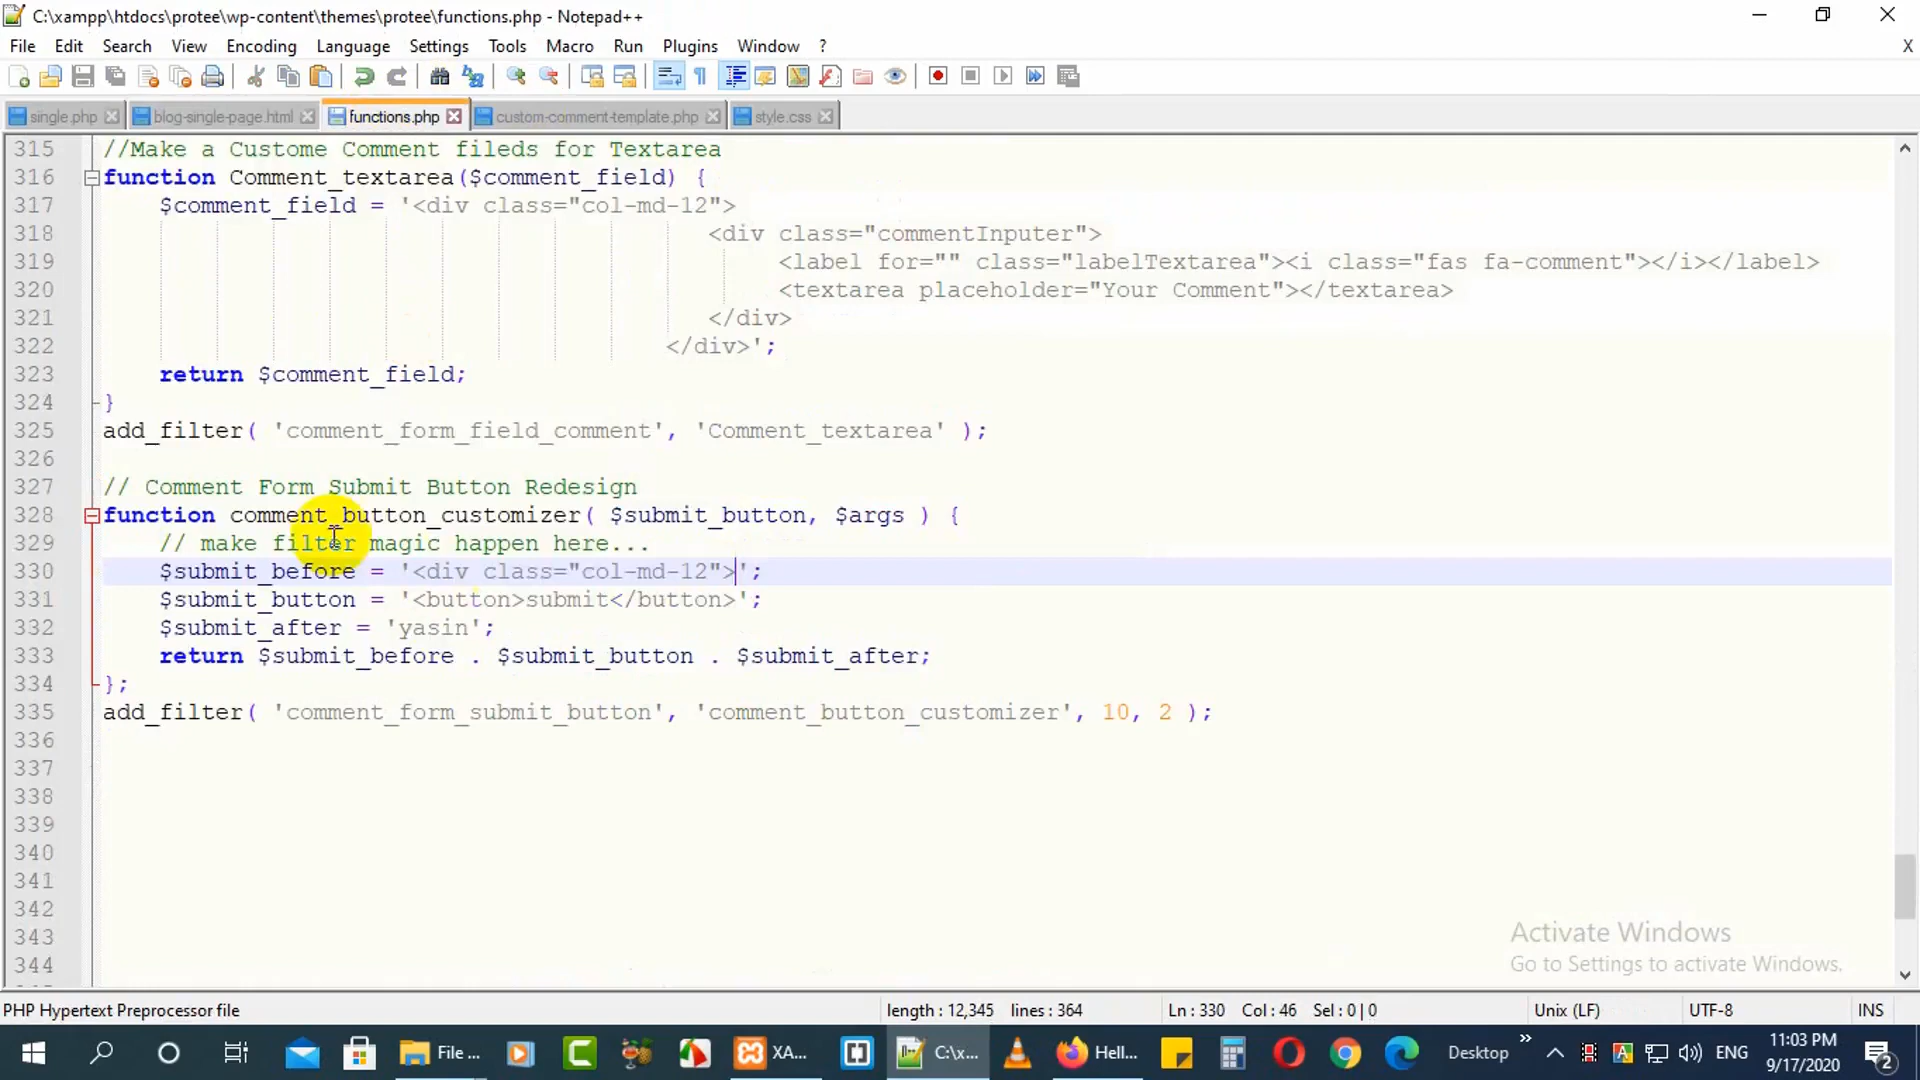 C:\xampp\htdocs\protee\wp-content\themes\protee\functions.php - Notepad++
File Edit Search View Encoding Language Settings Tools Macro Run Plugins Window ? X
single.php blog-single-page.html functions.php custom-comment-template.php style.css
315 //Make a Custome Comment fileds for Textarea
316 function Comment_textarea($comment_field) {
317 $comment_field = '<div class="col-md-12">
318 <div class="commentInputer">
319 <label for="" class="labelTextarea"><i class="fas fa-comment"></i></label>
320 <textarea placeholder="Your Comment"></textarea>
321 </div>
322 </div>';
323 return $comment_field;
324 }
325 add_filter( 'comment_form_field_comment', 'Comment_textarea' );
326
327 // Comment Form Submit Button Redesign
328 function comment_button_customizer( $submit_button, $args ) {
329 // make filter magic happen here...
330 $submit_before = '<div class="col-md-12">';
331 $submit_button = '<button>submit</button>';
332 $submit_after = 'yasin';
333 return $submit_before . $submit_button . $submit_after;
334 };
335 add_filter( 'comment_form_submit_button', 'comment_button_customizer', 10, 2 );
336
337
338
339
340
341
342
343
344
Activate Windows
Go to Settings to activate Windows.
PHP Hypertext Preprocessor file length : 12,345 lines : 364 Ln : 330 Col : 46 Sel : 0 | 0 Unix (LF) UTF-8 INS
File ... XA... C:\x... Hell... Desktop ENG 11:03 PM
9/17/2020 2